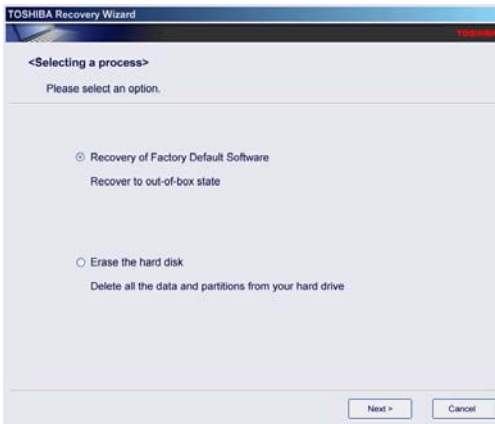 TOSHIBA Recovery Wizard
TOSHIBA
<Selecting a process>
Please select an option.
Recovery of Factory Default Software
Recover to out-of-box state
Erase the hard disk
Delete all the data and partitions from your hard drive
Next >
Cancel